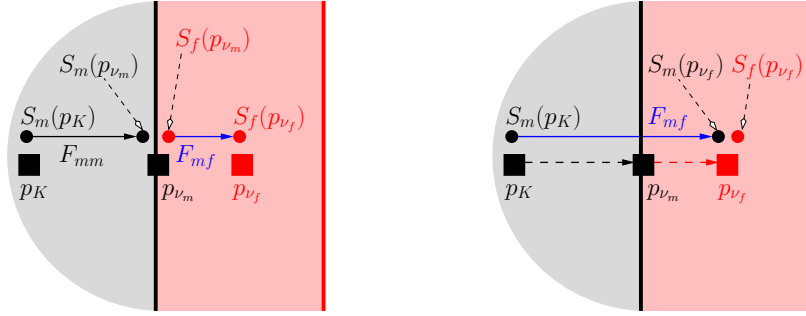 S_f(p_{ν_m})
S_m(p_{ν_m})
S_m(p_K)
S_f(p_{ν_f})
F_{mm}
F_{mf}
p_K
p_{ν_m}
p_{ν_f}
S_m(p_{ν_f})
S_f(p_{ν_f})
S_m(p_K)
F_{mf}
p_K
p_{ν_m}
p_{ν_f}